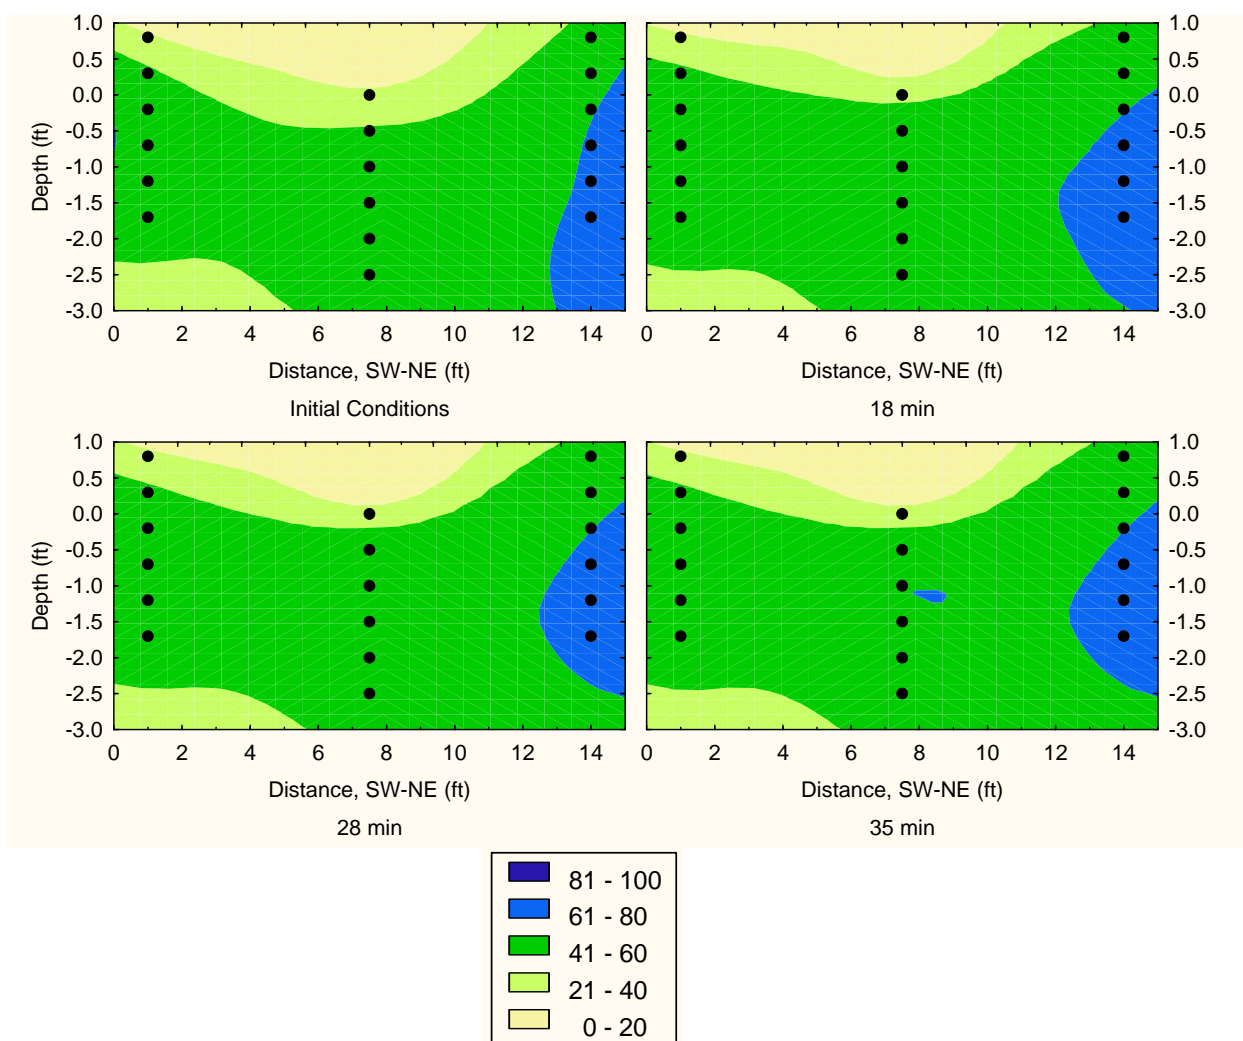 1.0
0.5
0.0
-0.5
-1.0
-1.5
-2.0
-2.5
-3.0
Depth (ft)
0 2 4 6 8 10 12 14
Distance, SW-NE (ft)
Initial Conditions
1.0
0.5
0.0
-0.5
-1.0
-1.5
-2.0
-2.5
-3.0
0 2 4 6 8 10 12 14
Distance, SW-NE (ft)
18 min
1.0
0.5
0.0
-0.5
-1.0
-1.5
-2.0
-2.5
-3.0
Depth (ft)
0 2 4 6 8 10 12 14
Distance, SW-NE (ft)
28 min
1.0
0.5
0.0
-0.5
-1.0
-1.5
-2.0
-2.5
-3.0
0 2 4 6 8 10 12 14
Distance, SW-NE (ft)
35 min
81 - 100
61 - 80
41 - 60
21 - 40
0 - 20